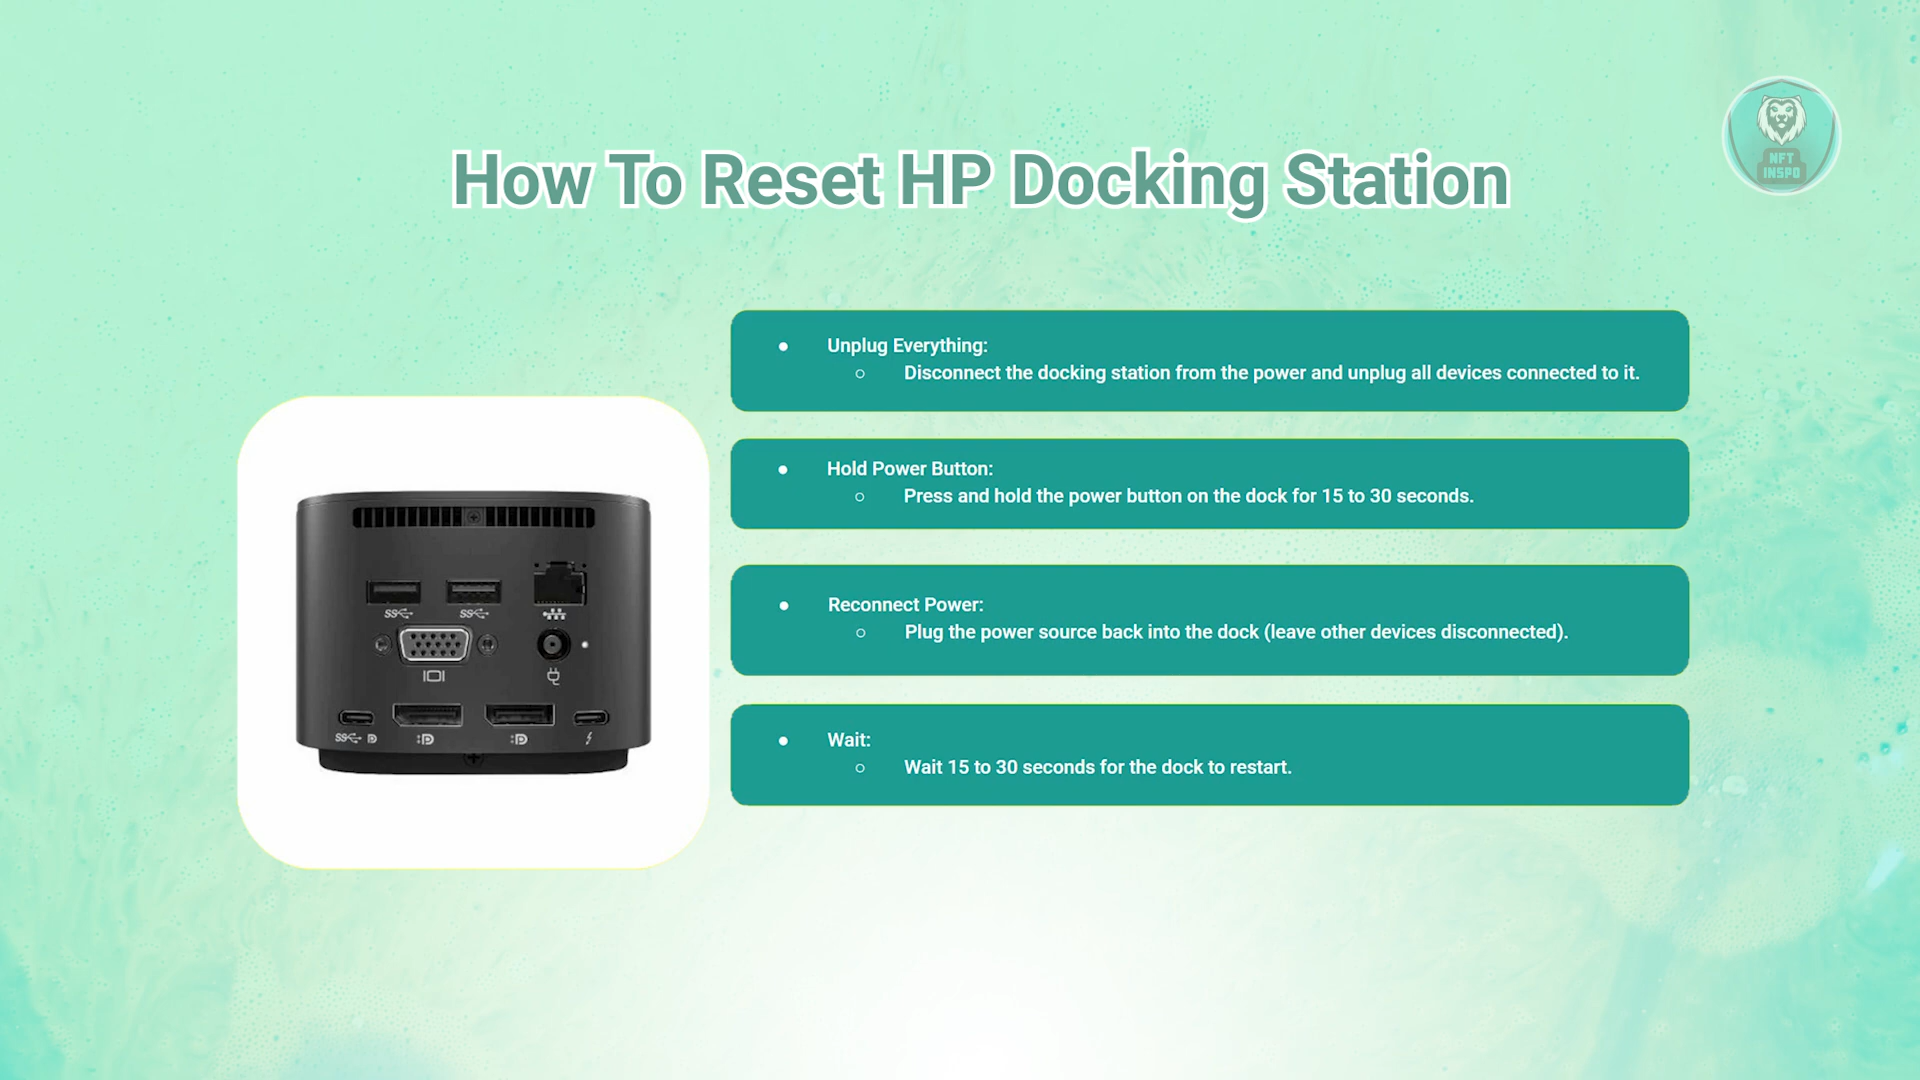 How To Reset HP Docking Station
NFT
INSPO
Unplug Everything:
Disconnect the docking station from the power and unplug all devices connected to it.
Hold Power Button:
Press and hold the power button on the dock for 15 to 30 seconds.
Reconnect Power:
Plug the power source back into the dock (leave other devices disconnected).
Wait:
Wait 15 to 30 seconds for the dock to restart.
SS SS
SS